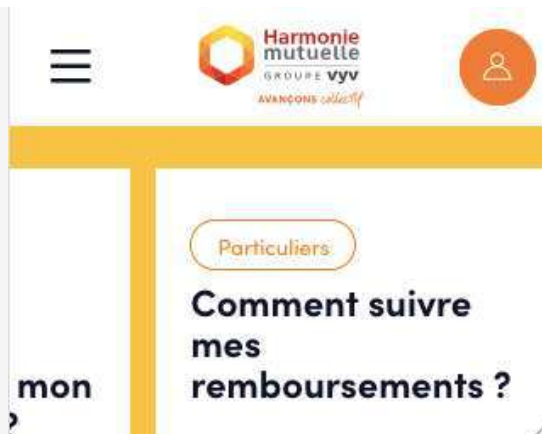 Harmonie
mutuelle
GROUPE vyv
AVANÇONS collectif
Particuliers
Comment suivre
mes
remboursements ?
mon
?